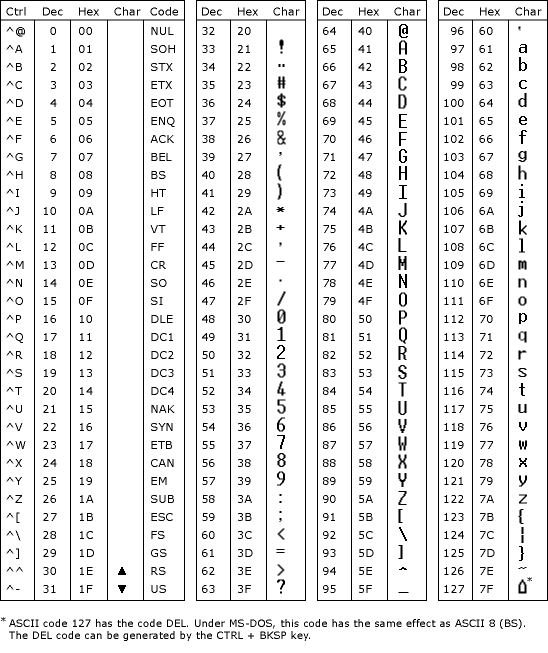 Ctrl Dec Hex Char Code Dec Hex Char Dec Hex Char Dec Hex Char
^@ 0 00 NUL 32 20 64 40 @ 96 60 '
^A 1 01 SOH 33 21 ! 65 41 A 97 61 a
^B 2 02 STX 34 22 " 66 42 B 98 62 b
^C 3 03 ETX 35 23 # 67 43 C 99 63 c
^D 4 04 EOT 36 24 $ 68 44 D 100 64 d
^E 5 05 ENQ 37 25 % 69 45 E 101 65 e
^F 6 06 ACK 38 26 & 70 46 F 102 66 f
^G 7 07 BEL 39 27 ' 71 47 G 103 67 g
^H 8 08 BS 40 28 ( 72 48 H 104 68 h
^I 9 09 HT 41 29 ) 73 49 I 105 69 i
^J 10 0A LF 42 2A * 74 4A J 106 6A j
^K 11 0B VT 43 2B + 75 4B K 107 6B k
^L 12 0C FF 44 2C , 76 4C L 108 6C l
^M 13 0D CR 45 2D – 77 4D M 109 6D m
^N 14 0E SO 46 2E . 78 4E N 110 6E n
^O 15 0F SI 47 2F / 79 4F O 111 6F o
^P 16 10 DLE 48 30 0 80 50 P 112 70 p
^Q 17 11 DC1 49 31 1 81 51 Q 113 71 q
^R 18 12 DC2 50 32 2 82 52 R 114 72 r
^S 19 13 DC3 51 33 3 83 53 S 115 73 s
^T 20 14 DC4 52 34 4 84 54 T 116 74 t
^U 21 15 NAK 53 35 5 85 55 U 117 75 u
^V 22 16 SYN 54 36 6 86 56 V 118 76 v
^W 23 17 ETB 55 37 7 87 57 W 119 77 w
^X 24 18 CAN 56 38 8 88 58 X 120 78 x
^Y 25 19 EM 57 39 9 89 59 Y 121 79 y
^Z 26 1A SUB 58 3A : 90 5A Z 122 7A z
^[ 27 1B ESC 59 3B ; 91 5B [ 123 7B {
^\ 28 1C FS 60 3C < 92 5C \ 124 7C ¦
^] 29 1D GS 61 3D = 93 5D ] 125 7D }
^^ 30 1E ▲ RS 62 3E > 94 5E ^ 126 7E ~
^- 31 1F ▼ US 63 3F ? 95 5F _ 127 7F ⌂*
* ASCII code 127 has the code DEL. Under MS-DOS, this code has the same effect as ASCII 8 (BS).
The DEL code can be generated by the CTRL + BKSP key.